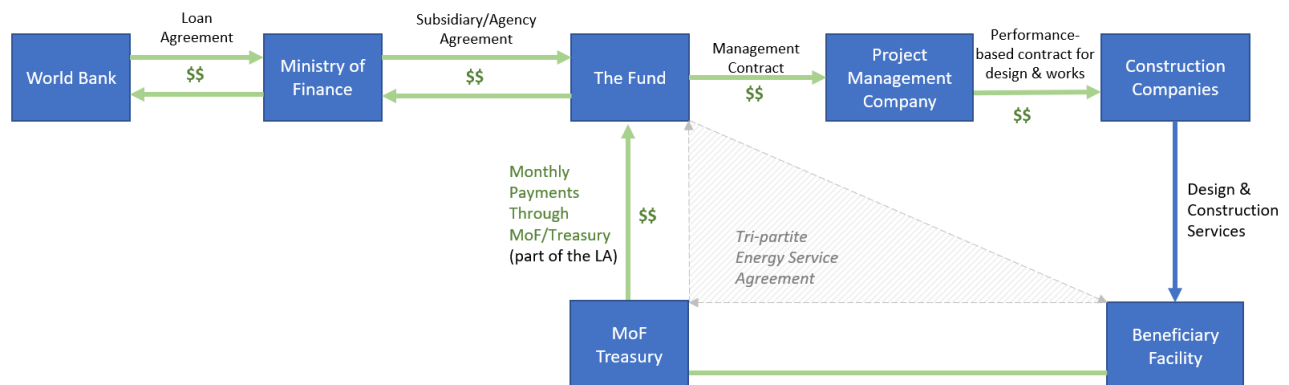 Loan
Agreement
Subsidiary/Agency
Agreement
Management
Contract
Performance-
based contract for
design & works
World Bank
$$
Ministry of
Finance
$$
The Fund
$$
Project
Management
Company
$$
Construction
Companies
Monthly
Payments
Through
MoF/Treasury
(part of the LA)
$$
Tri-partite
Energy Service
Agreement
Design &
Construction
Services
MoF
Treasury
Beneficiary
Facility